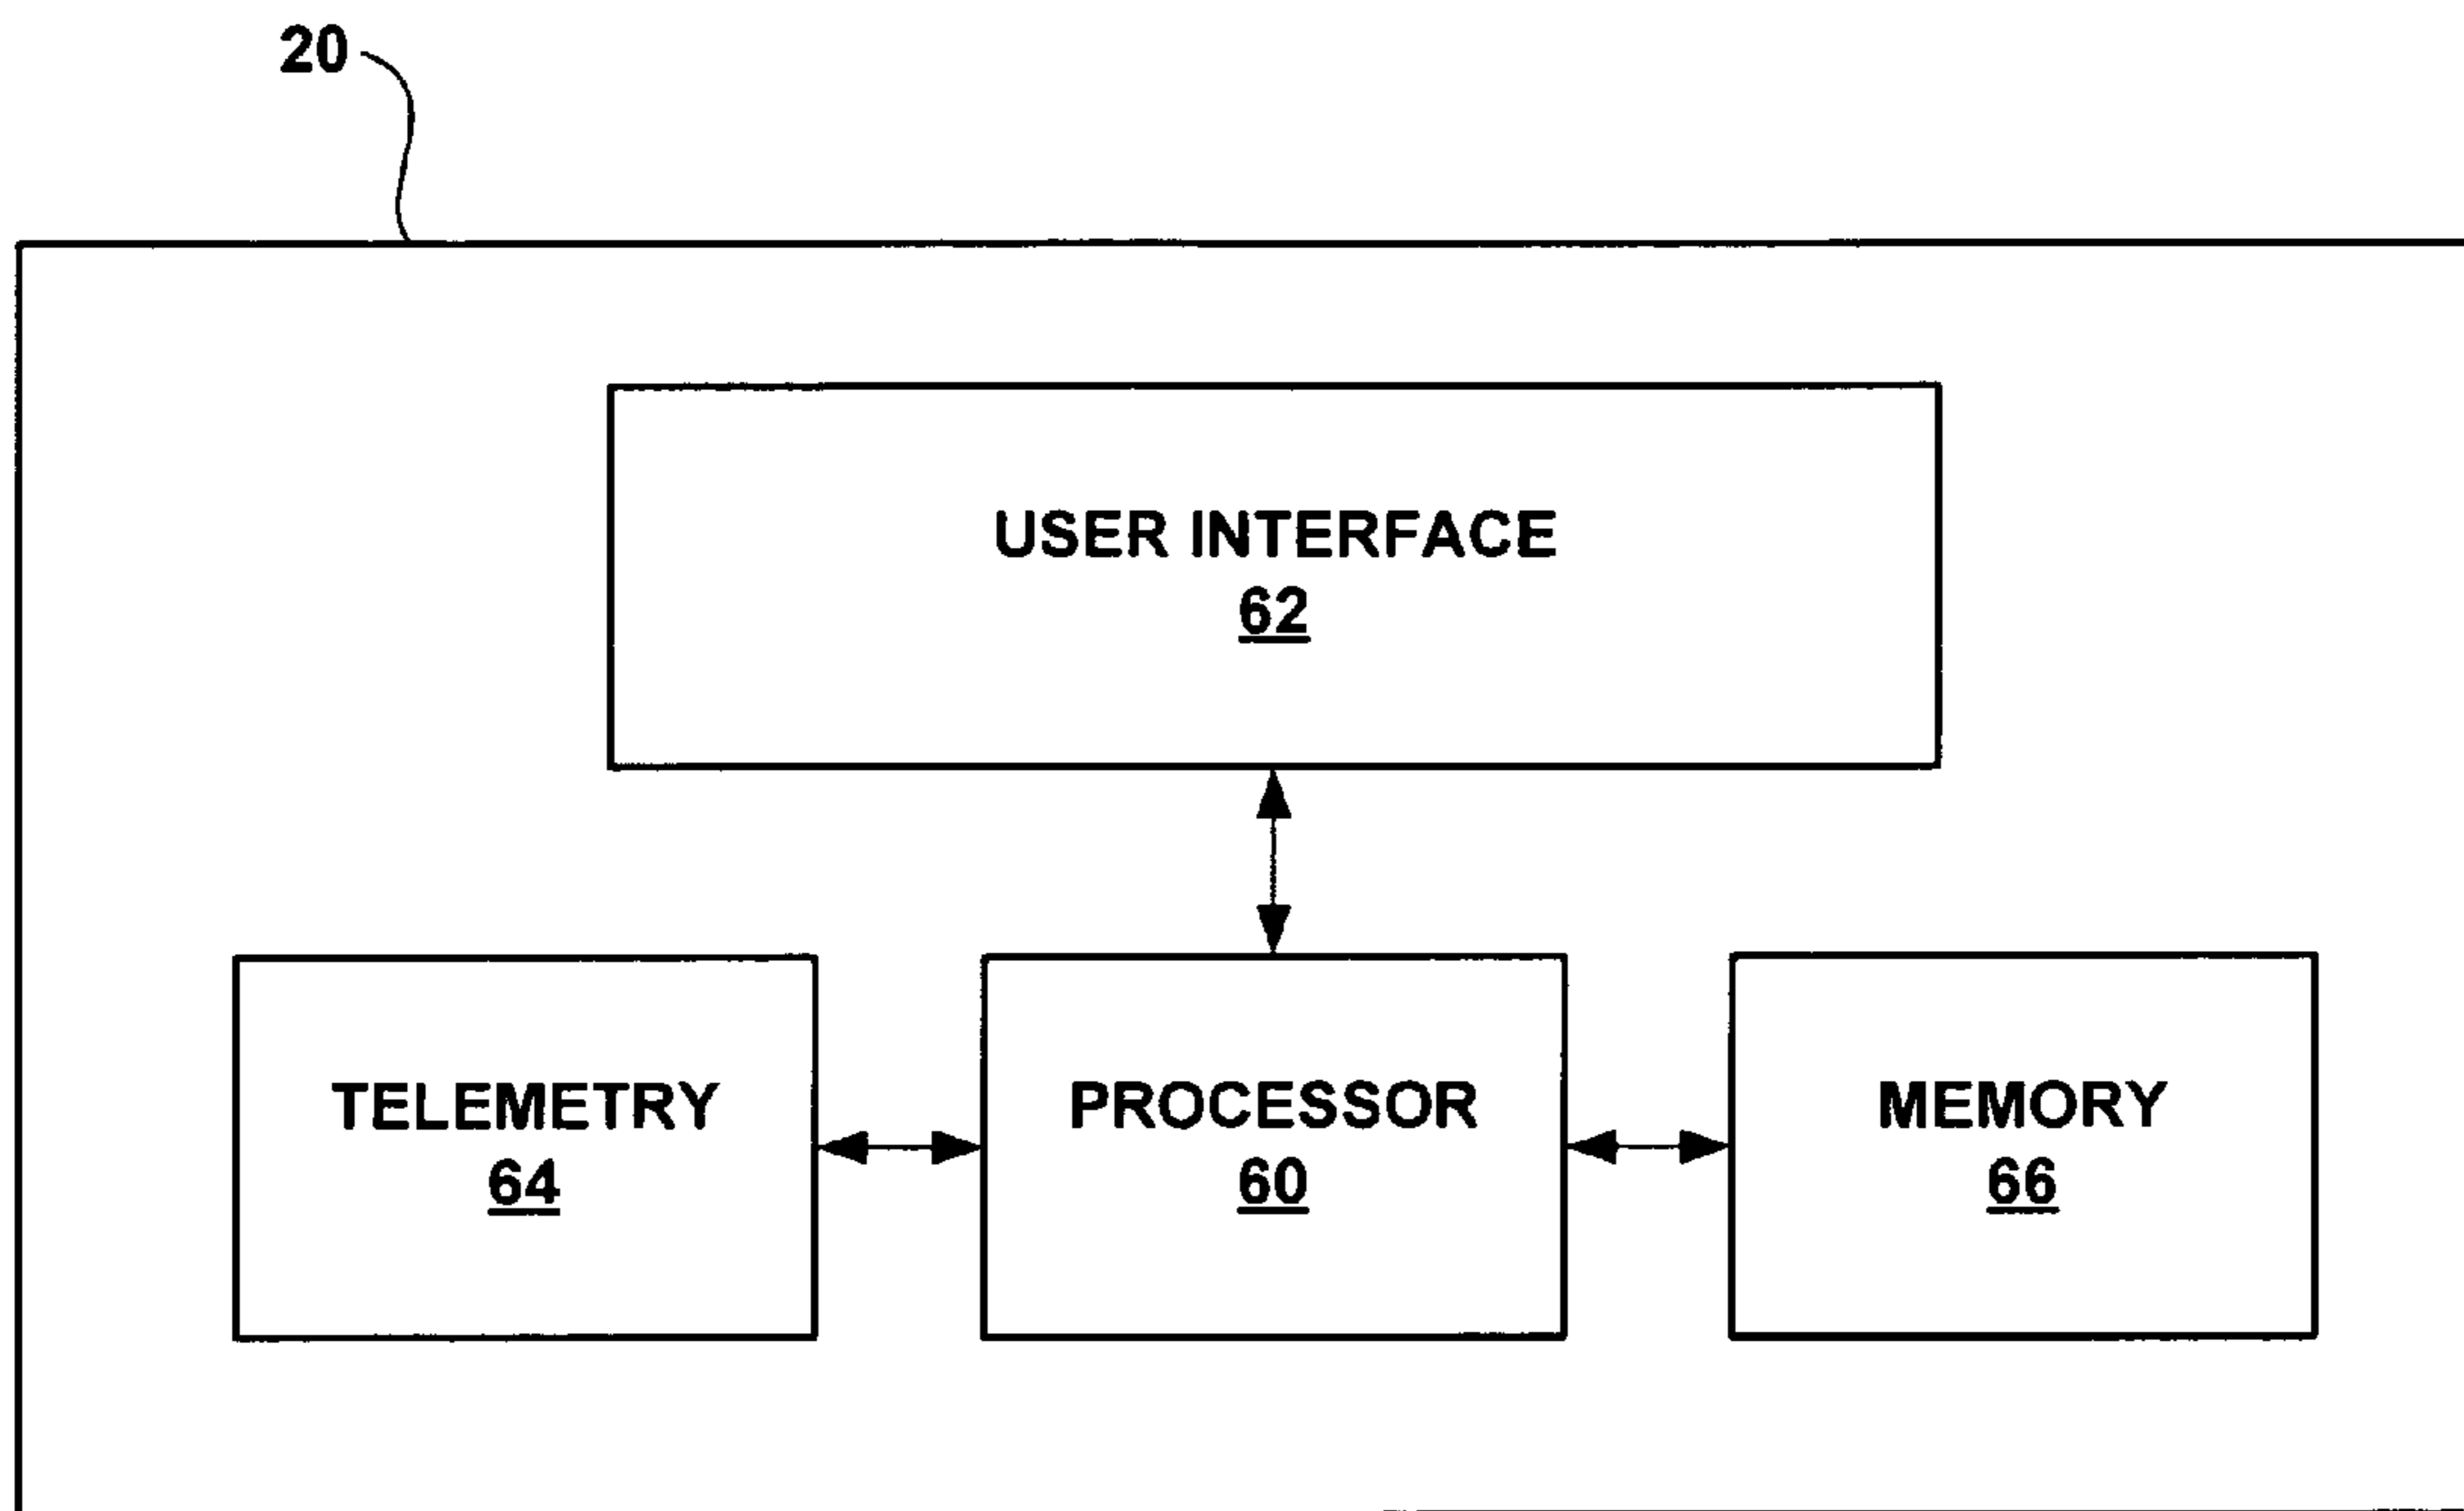 20
USER INTERFACE
62
TELEMETRY
64
PROCESSOR
60
MEMORY
66